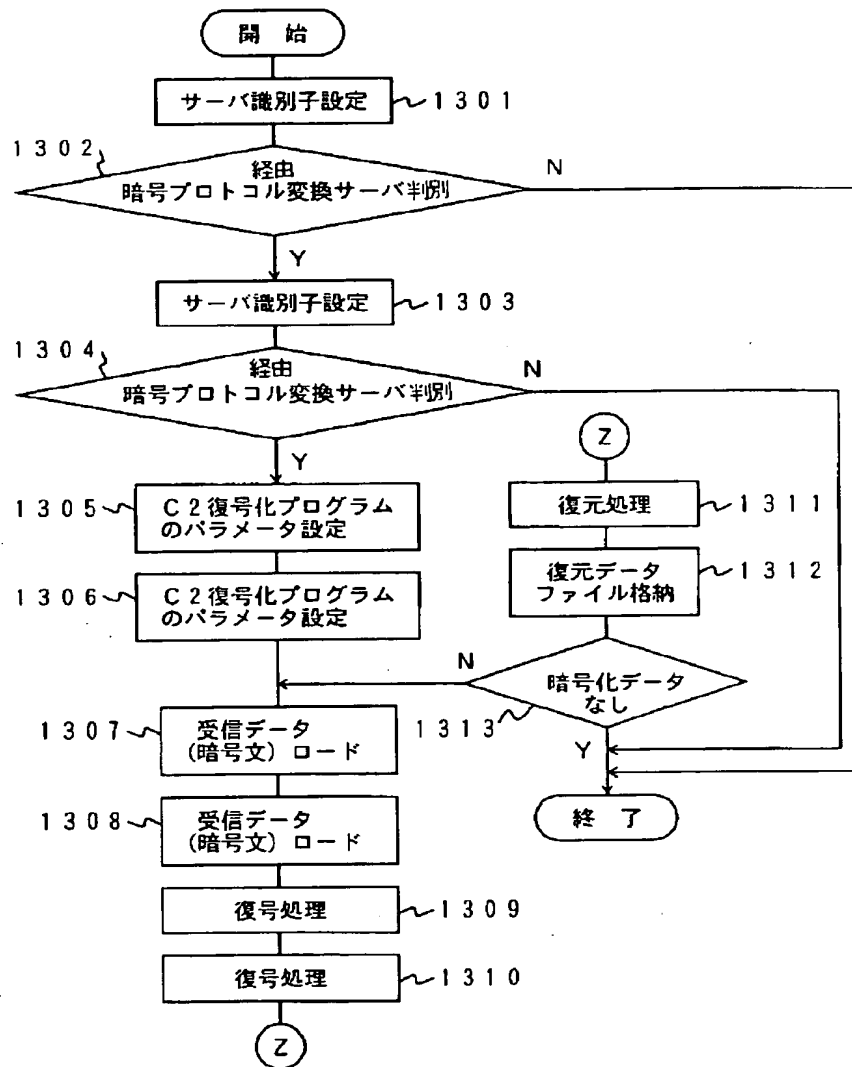 開 始
サーバ識別子設定
1301
1302
経由
暗号プロトコル変換サーバ判別
N
Y
サーバ識別子設定
1303
1304
経由
暗号プロトコル変換サーバ判別
N
Y
1305
C2復号化プログラム
のパラメータ設定
1306
C2復号化プログラム
のパラメータ設定
1307
受信データ
(暗号文)ロード
1308
受信データ
(暗号文)ロード
復号処理
1309
復号処理
1310
Z
Z
復元処理
1311
復元データ
ファイル格納
1312
N
暗号化データ
なし
1313
Y
終 了